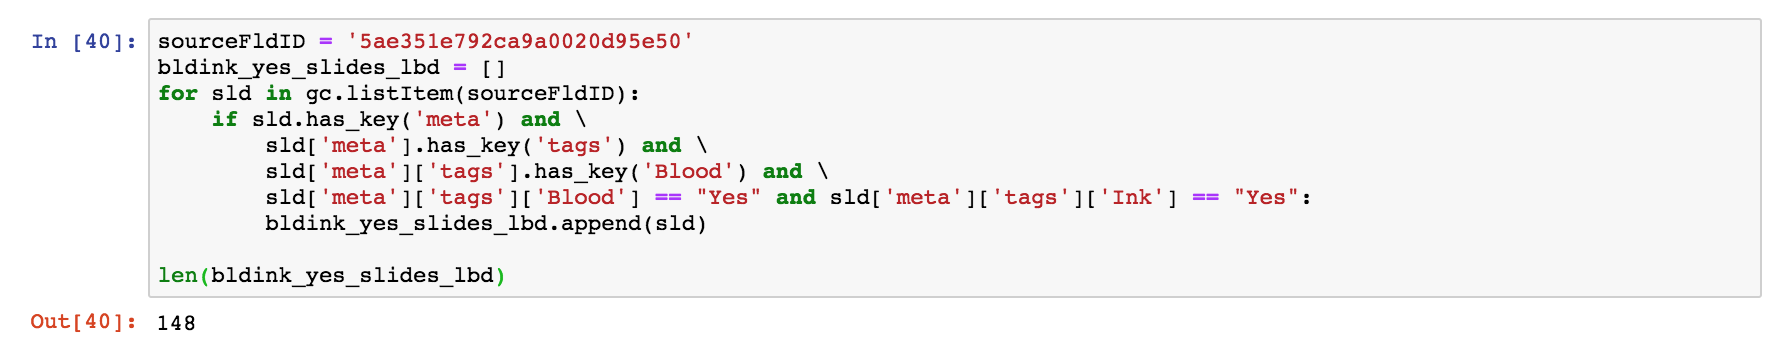 In [40]: sourceFldID = '5ae351e792ca9a0020d95e50'
bldink_yes_slides_lbd = []
for sld in gc.listItem(sourceFldID):
    if sld.has_key('meta') and \
        sld['meta'].has_key('tags') and \
        sld['meta']['tags'].has_key('Blood') and \
        sld['meta']['tags']['Blood'] == "Yes" and sld['meta']['tags']['Ink'] == "Yes":
        bldink_yes_slides_lbd.append(sld)
len(bldink_yes_slides_lbd)
Out[40]: 148